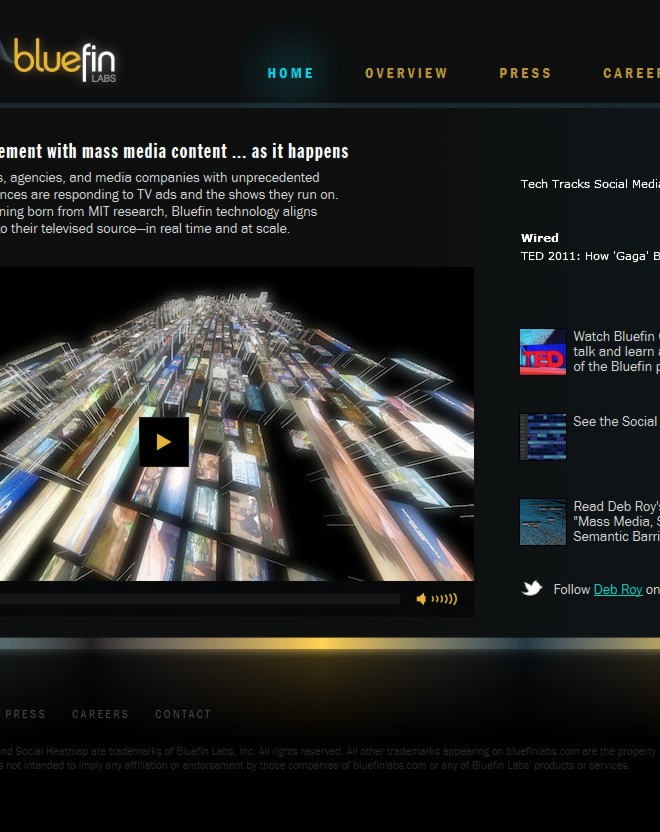 bluefin
LABS
HOME OVERVIEW PRESS CAREER
ement with mass media content ... as it happens
s, agencies, and media companies with unprecedented
nces are responding to TV ads and the shows they run on.
ning born from MIT research, Bluefin technology aligns
o their televised source—in real time and at scale.
Tech Tracks Social Media
Wired
TED 2011: How 'Gaga' B
TED
Watch Bluefin
talk and learn a
of the Bluefin p
See the Social
Read Deb Roy's
"Mass Media, S
Semantic Barri
Follow Deb Roy on
PRESS CAREERS CONTACT
and Social Heatmap are trademarks of Bluefin Labs, Inc. All rights reserved. All other trademarks appearing on bluefinlabs.com are the property
s not intended to imply any affiliation or endorsement by those companies of bluefinlabs.com or any of Bluefin Labs' products or services.